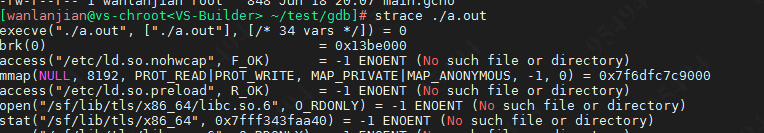 -rw-r--r-- 1 wanlanjian root   848 Jun 18 20:07 main.gcno
[wanlanjian@vs-chroot<VS-Builder> ~/test/gdb]# strace ./a.out
execve("./a.out", ["./a.out"], [/* 34 vars */]) = 0
brk(0)                                  = 0x13be000
access("/etc/ld.so.nohwcap", F_OK)      = -1 ENOENT (No such file or directory)
mmap(NULL, 8192, PROT_READ|PROT_WRITE, MAP_PRIVATE|MAP_ANONYMOUS, -1, 0) = 0x7f6dfc7c9000
access("/etc/ld.so.preload", R_OK)      = -1 ENOENT (No such file or directory)
open("/sf/lib/tls/x86_64/libc.so.6", O_RDONLY) = -1 ENOENT (No such file or directory)
stat("/sf/lib/tls/x86_64", 0x7fff343faa40) = -1 ENOENT (No such file or directory)